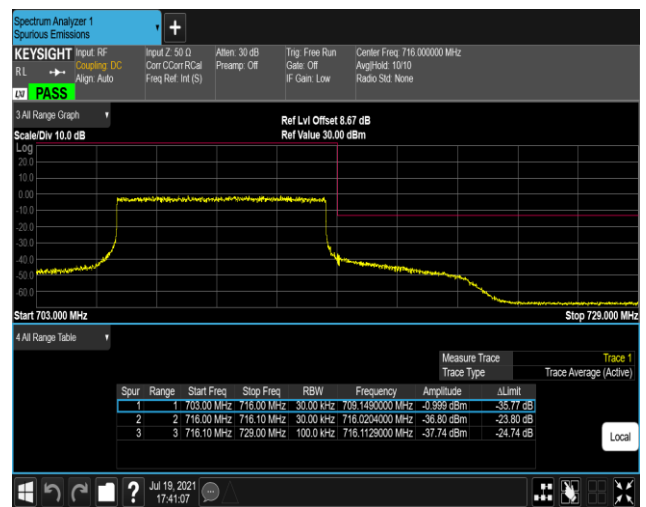 Spectrum Analyzer 1
Spurious Emissions
KEYSIGHT Input: RF Input Z: 50 Ω Atten: 30 dB Trig: Free Run Center Freq: 716.000000 MHz
R L Coupling: DC Corr CCorr RCal Preamp: Off Gate: Off Avg|Hold: 10/10
Align: Auto Freq Ref: Int (S) IF Gain: Low Radio Std: None
LXI PASS
3 All Range Graph
Ref Lvl Offset 8.67 dB
Scale/Div 10.0 dB Ref Value 30.00 dBm
Log
20.0
10.0
0.00
-10.0
-20.0
-30.0
-40.0
-50.0
-60.0
Start 703.000 MHz Stop 729.000 MHz
4 All Range Table
Measure Trace Trace 1
Trace Type Trace Average (Active)
Spur Range Start Freq Stop Freq RBW Frequency Amplitude ΔLimit
1 1 703.00 MHz 716.00 MHz 30.00 kHz 709.1490000 MHz -0.999 dBm -35.77 dB
2 2 716.00 MHz 716.10 MHz 30.00 kHz 716.0204000 MHz -36.80 dBm -23.80 dB
3 3 716.10 MHz 729.00 MHz 100.0 kHz 716.1129000 MHz -37.74 dBm -24.74 dB
Local
? Jul 19, 2021
17:41:07